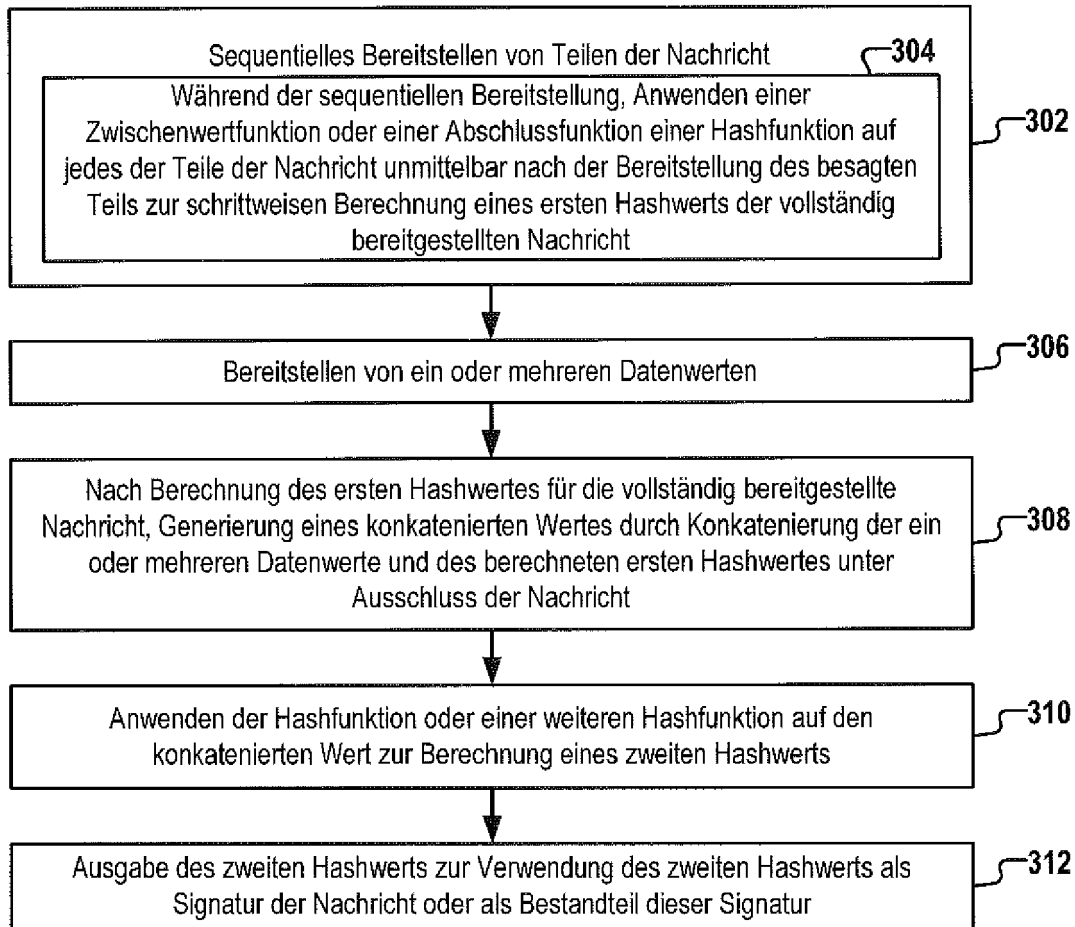 Sequentielles Bereitstellen von Teilen der Nachricht
304
Während der sequentiellen Bereitstellung, Anwenden einer
Zwischenwertfunktion oder einer Abschlussfunktion einer Hashfunktion auf
jedes der Teile der Nachricht unmittelbar nach der Bereitstellung des besagten
Teils zur schrittweisen Berechnung eines ersten Hashwerts der vollständig
bereitgestellten Nachricht
302
Bereitstellen von ein oder mehreren Datenwerten
306
Nach Berechnung des ersten Hashwertes für die vollständig bereitgestellte
Nachricht, Generierung eines konkatenierten Wertes durch Konkatenierung der ein
oder mehreren Datenwerte und des berechneten ersten Hashwertes unter
Ausschluss der Nachricht
308
Anwenden der Hashfunktion oder einer weiteren Hashfunktion auf den
konkatenierten Wert zur Berechnung eines zweiten Hashwerts
310
Ausgabe des zweiten Hashwerts zur Verwendung des zweiten Hashwerts als
Signatur der Nachricht oder als Bestandteil dieser Signatur
312